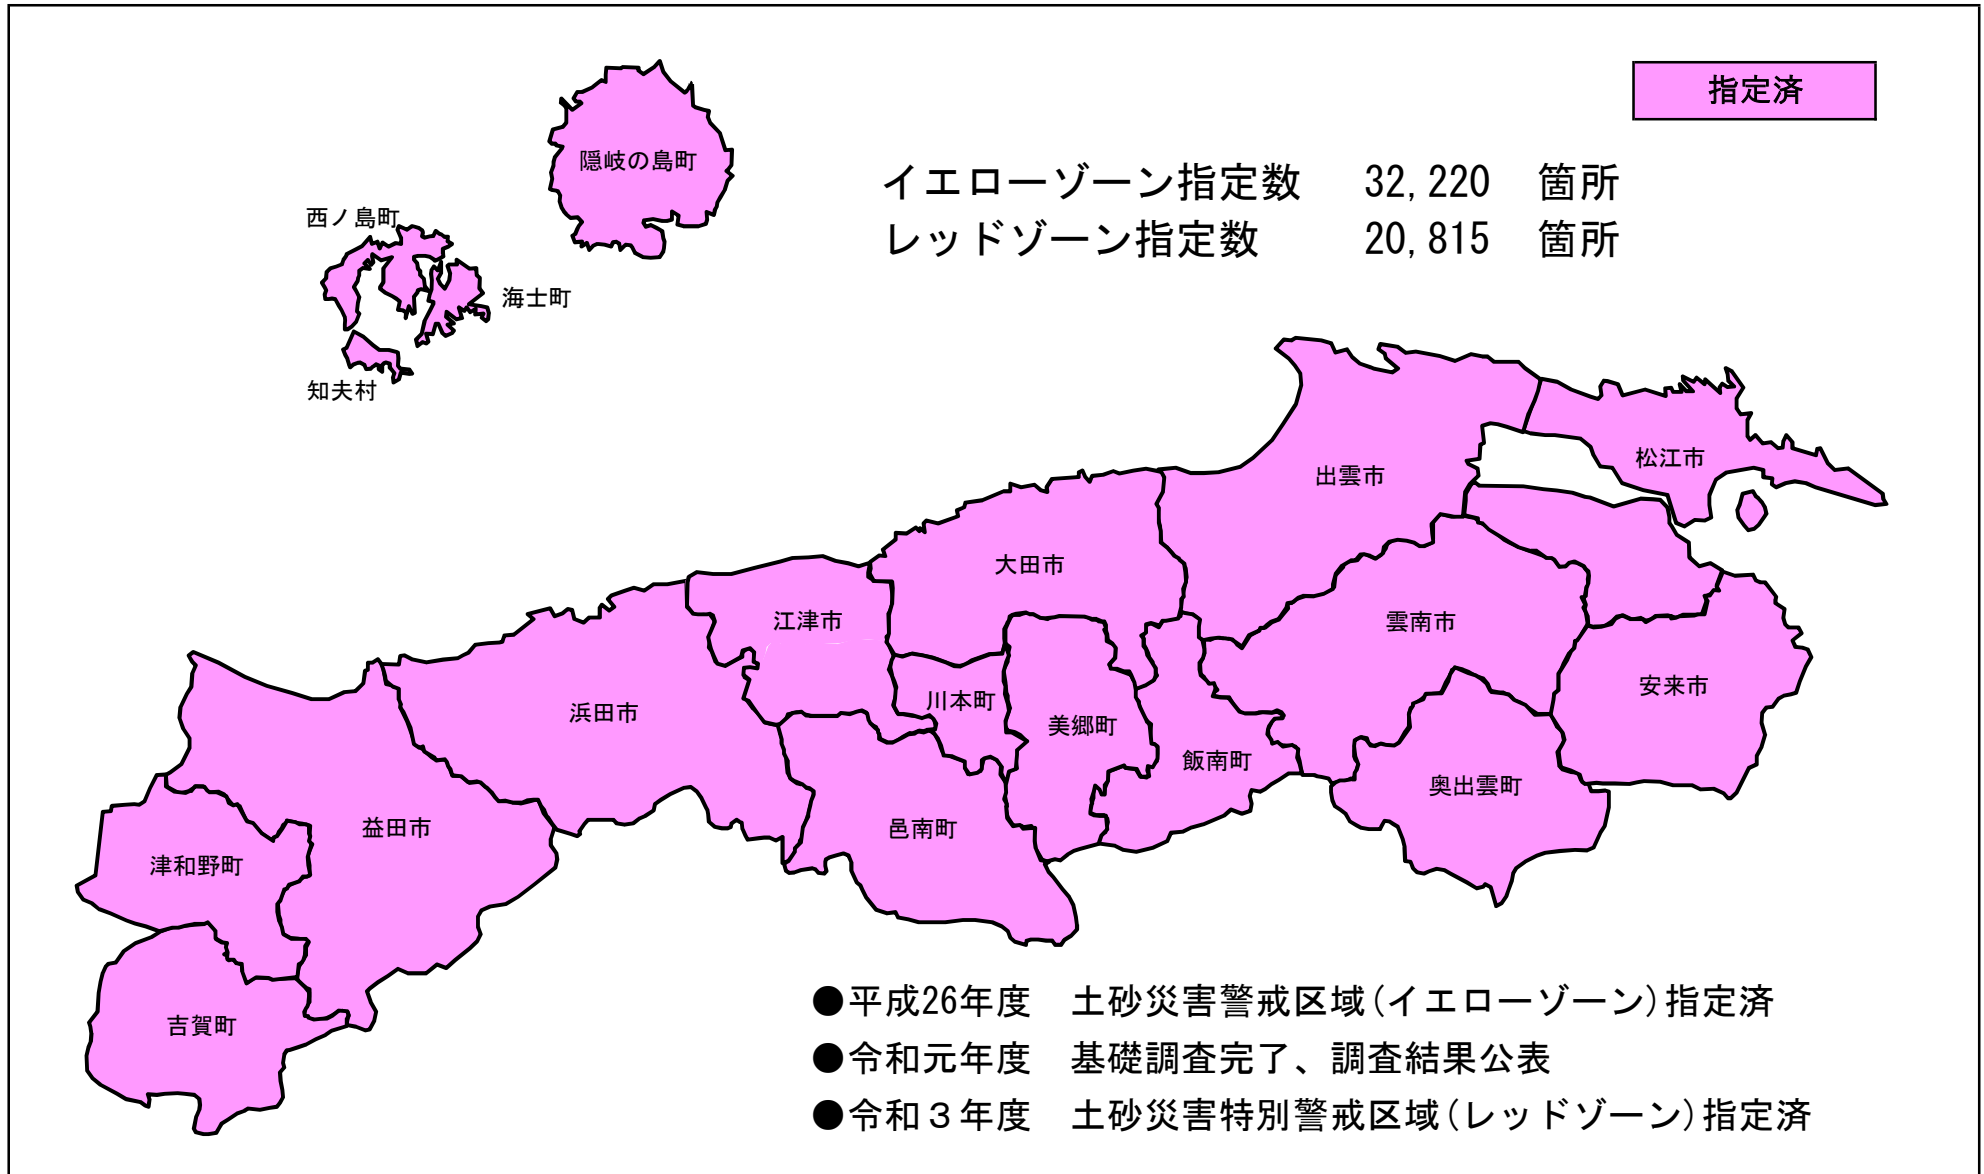 指定済
隠岐の島町
イエローゾーン指定数 32,220 箇所
西ノ島町
レッドゾーン指定数 20,815 箇所
海士町
知夫村
松江市
出雲市
大田市
江津市
雲南市
安来市
川本町
浜田市
美郷町
飯南町
奥出雲町
益田市
邑南町
津和野町
吉賀町
●平成26年度 土砂災害警戒区域(イエローゾーン)指定済
●令和元年度 基礎調査完了、調査結果公表
●令和３年度 土砂災害特別警戒区域(レッドゾーン)指定済